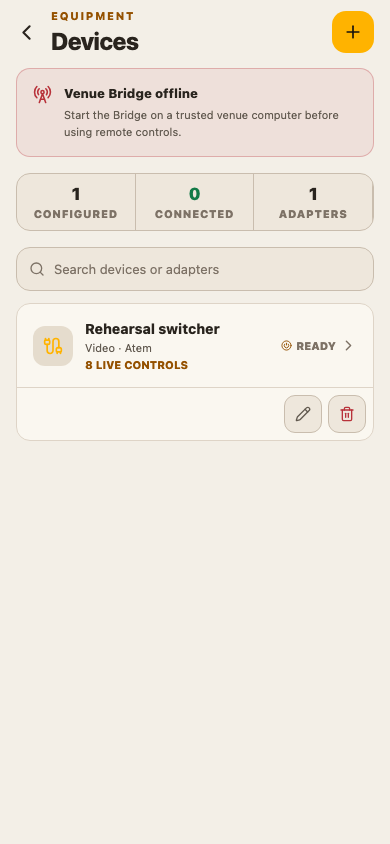 EQUIPMENT
Devices
Venue Bridge offline
Start the Bridge on a trusted venue computer before
using remote controls.
1
CONFIGURED
0
CONNECTED
1
ADAPTERS
Search devices or adapters
Rehearsal switcher
Video · Atem
8 LIVE CONTROLS
READY